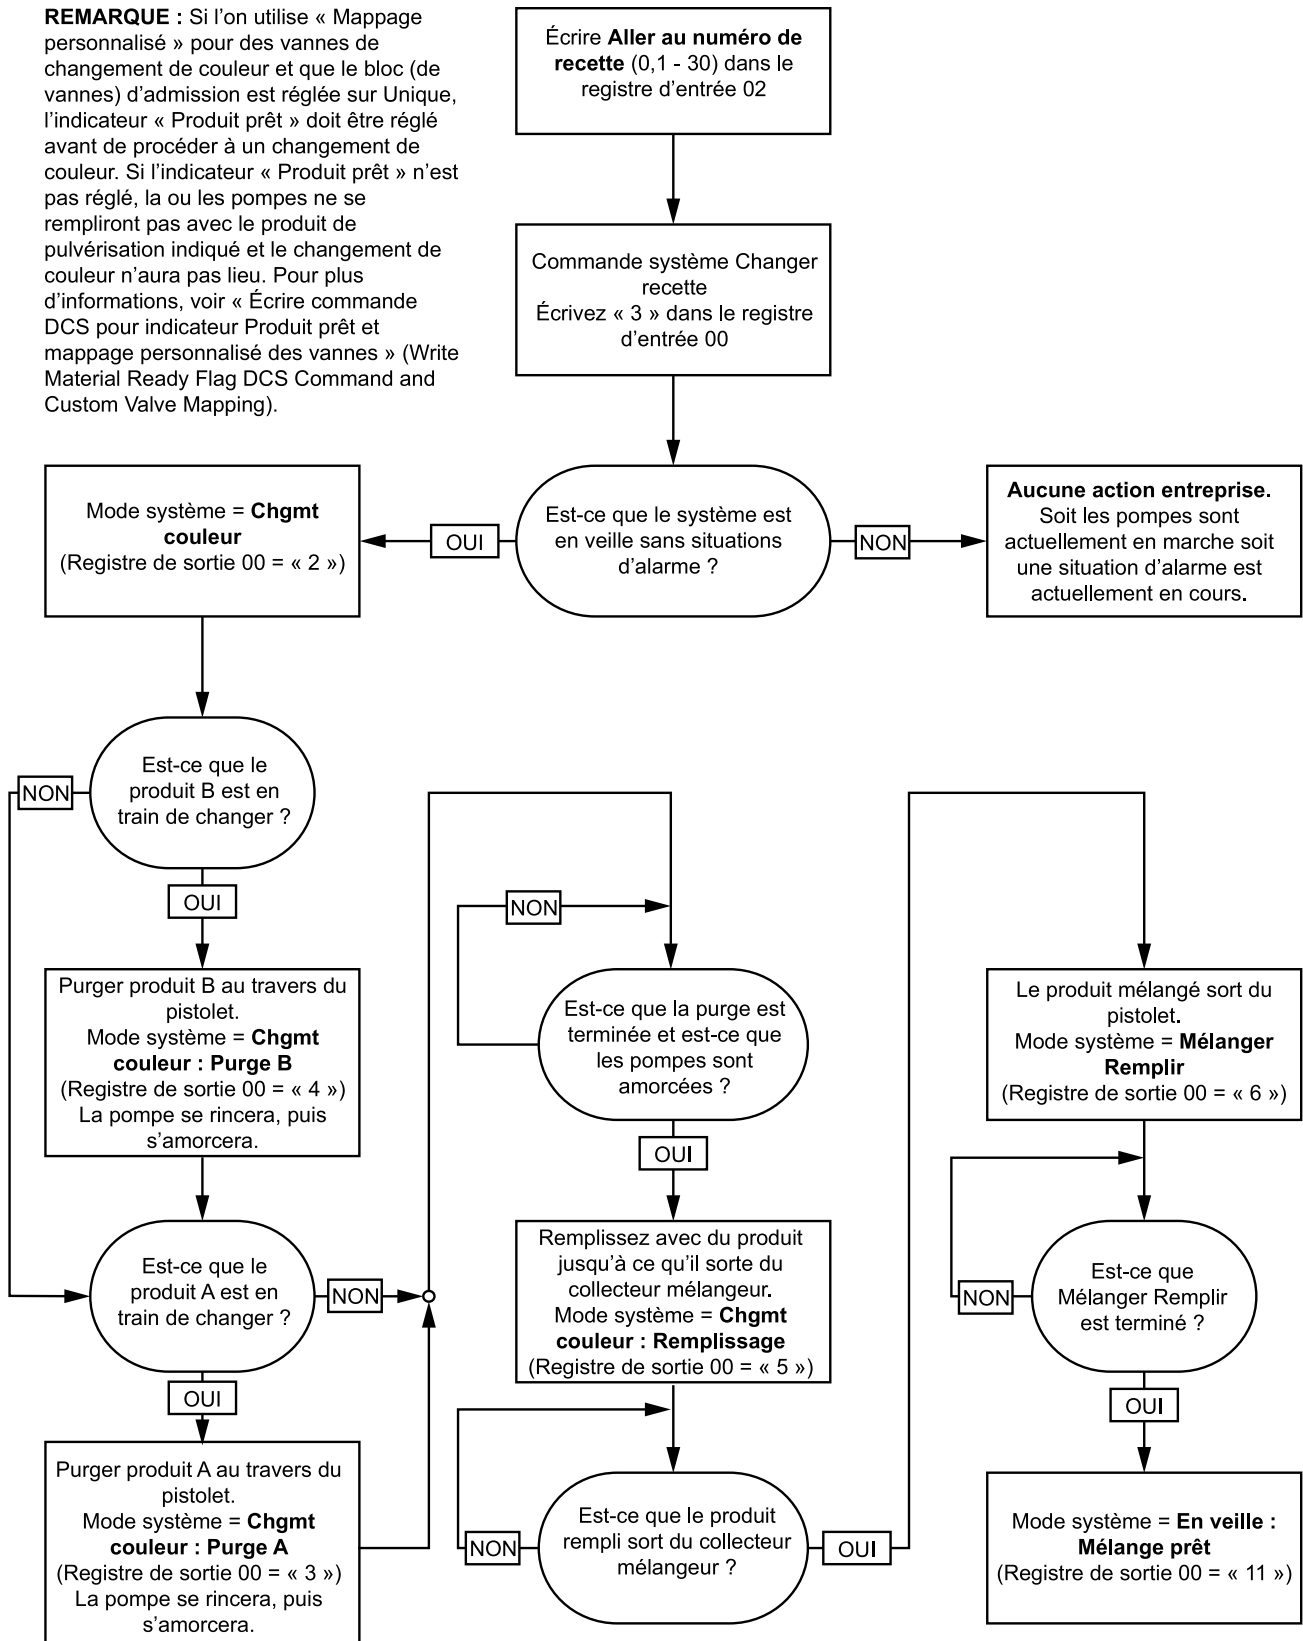 REMARQUE : Si l'on utilise « Mappage
personnalisé » pour des vannes de
changement de couleur et que le bloc (de
vannes) d'admission est réglée sur Unique,
l'indicateur « Produit prêt » doit être réglé
avant de procéder à un changement de
couleur. Si l'indicateur « Produit prêt » n'est
pas réglé, la ou les pompes ne se
rempliront pas avec le produit de
pulvérisation indiqué et le changement de
couleur n'aura pas lieu. Pour plus
d'informations, voir « Écrire commande
DCS pour indicateur Produit prêt et
mappage personnalisé des vannes » (Write
Material Ready Flag DCS Command and
Custom Valve Mapping).
Écrire Aller au numéro de
recette (0,1 - 30) dans le
registre d'entrée 02
Commande système Changer
recette
Écrivez « 3 » dans le registre
d'entrée 00
Est-ce que le système est
en veille sans situations
d'alarme ?
OUI
NON
Aucune action entreprise.
Soit les pompes sont
actuellement en marche soit
une situation d'alarme est
actuellement en cours.
Mode système = Chgmt
couleur
(Registre de sortie 00 = « 2 »)
Est-ce que le
produit B est en
train de changer ?
NON
OUI
Purger produit B au travers du
pistolet.
Mode système = Chgmt
couleur : Purge B
(Registre de sortie 00 = « 4 »)
La pompe se rincera, puis
s'amorcera.
Est-ce que le
produit A est en
train de changer ?
NON
OUI
Purger produit A au travers du
pistolet.
Mode système = Chgmt
couleur : Purge A
(Registre de sortie 00 = « 3 »)
La pompe se rincera, puis
s'amorcera.
NON
Est-ce que la purge est
terminée et est-ce que
les pompes sont
amorcées ?
OUI
Remplissez avec du produit
jusqu'à ce qu'il sorte du
collecteur mélangeur.
Mode système = Chgmt
couleur : Remplissage
(Registre de sortie 00 = « 5 »)
Est-ce que le produit
rempli sort du collecteur
mélangeur ?
NON
OUI
Le produit mélangé sort du
pistolet.
Mode système = Mélanger
Remplir
(Registre de sortie 00 = « 6 »)
Est-ce que
Mélanger Remplir
est terminé ?
NON
OUI
Mode système = En veille :
Mélange prêt
(Registre de sortie 00 = « 11 »)